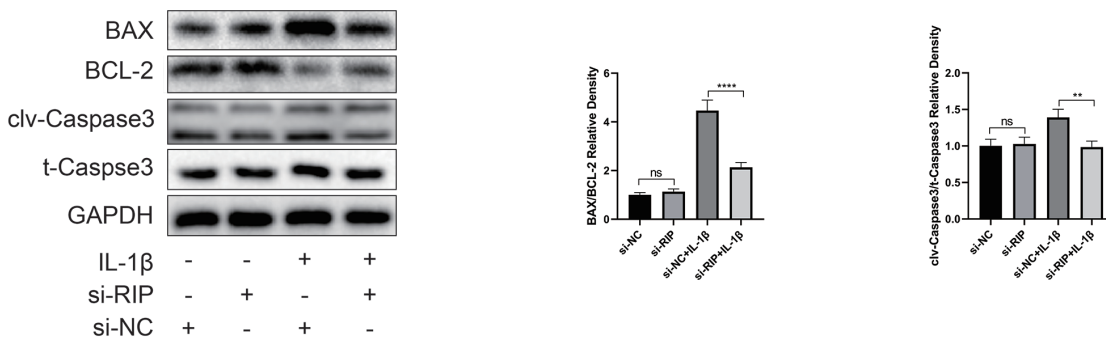 BAX
BCL-2
clv-Caspase3
t-Caspse3
GAPDH
IL-1β - - + +
si-RIP - + - +
si-NC + - + -
BAX/BCL-2 Relative Density
6
4
2
0
ns
****
si-NC
si-RIP
si-NC+IL-1β
si-RIP+IL-1β
clv-Caspase3/t-Caspase3 Relative Density
2.0
1.5
1.0
0.5
0.0
ns
**
si-NC
si-RIP
si-NC+IL-1β
si-RIP+IL-1β